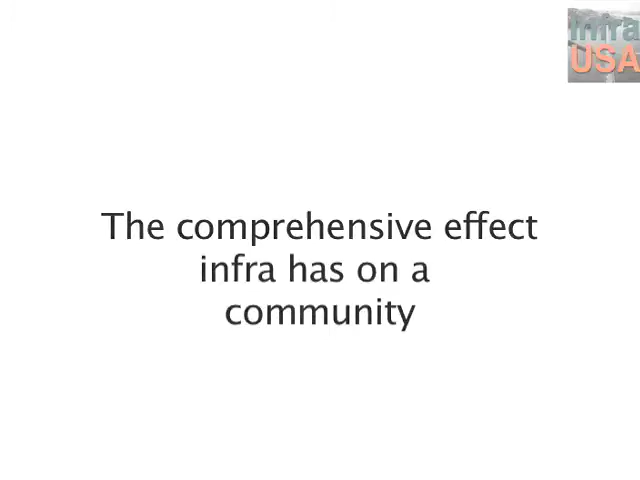 Infra
USA
The comprehensive effect
infra has on a
community